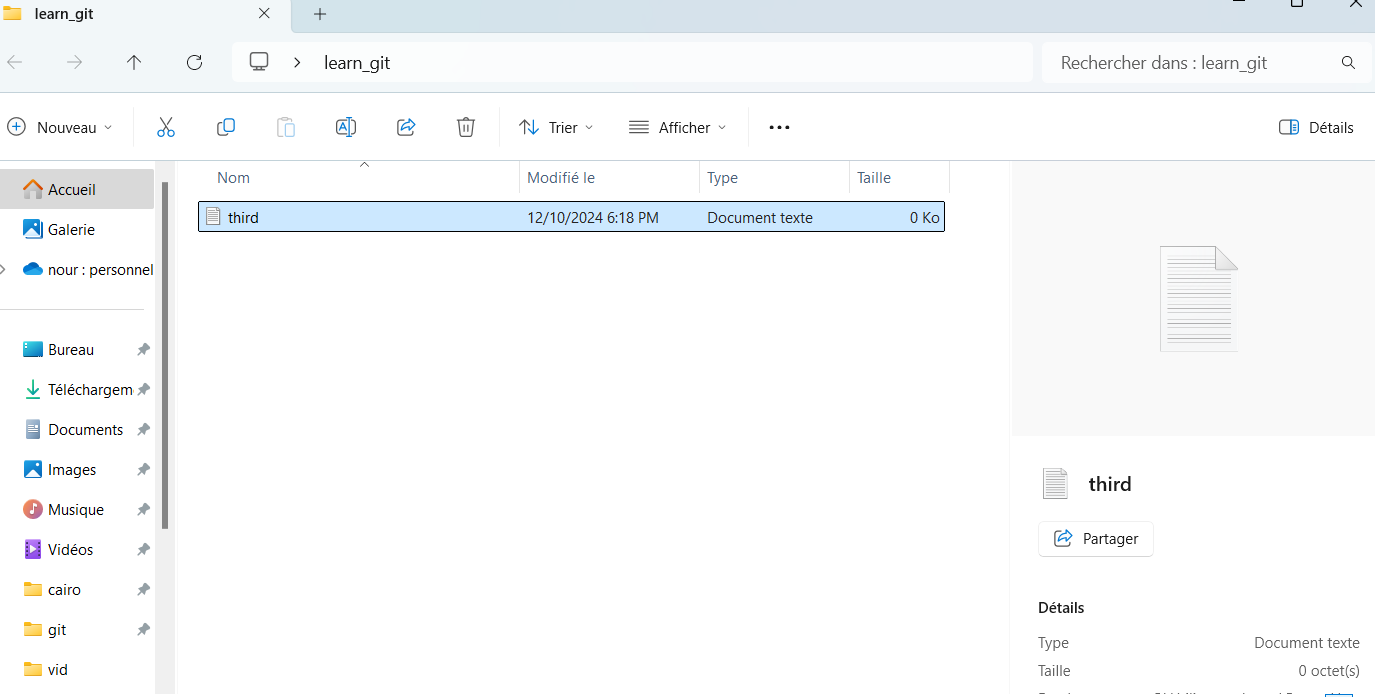 learn_git
learn_git
Rechercher dans : learn_git
Nouveau
Trier
Afficher
Détails
Nom
Modifié le
Type
Taille
third
12/10/2024 6:18 PM
Document texte
0 Ko
Accueil
Galerie
nour : personnel
Bureau
Téléchargem
Documents
Images
Musique
Vidéos
cairo
git
vid
third
Partager
Détails
Type
Document texte
Taille
0 octet(s)